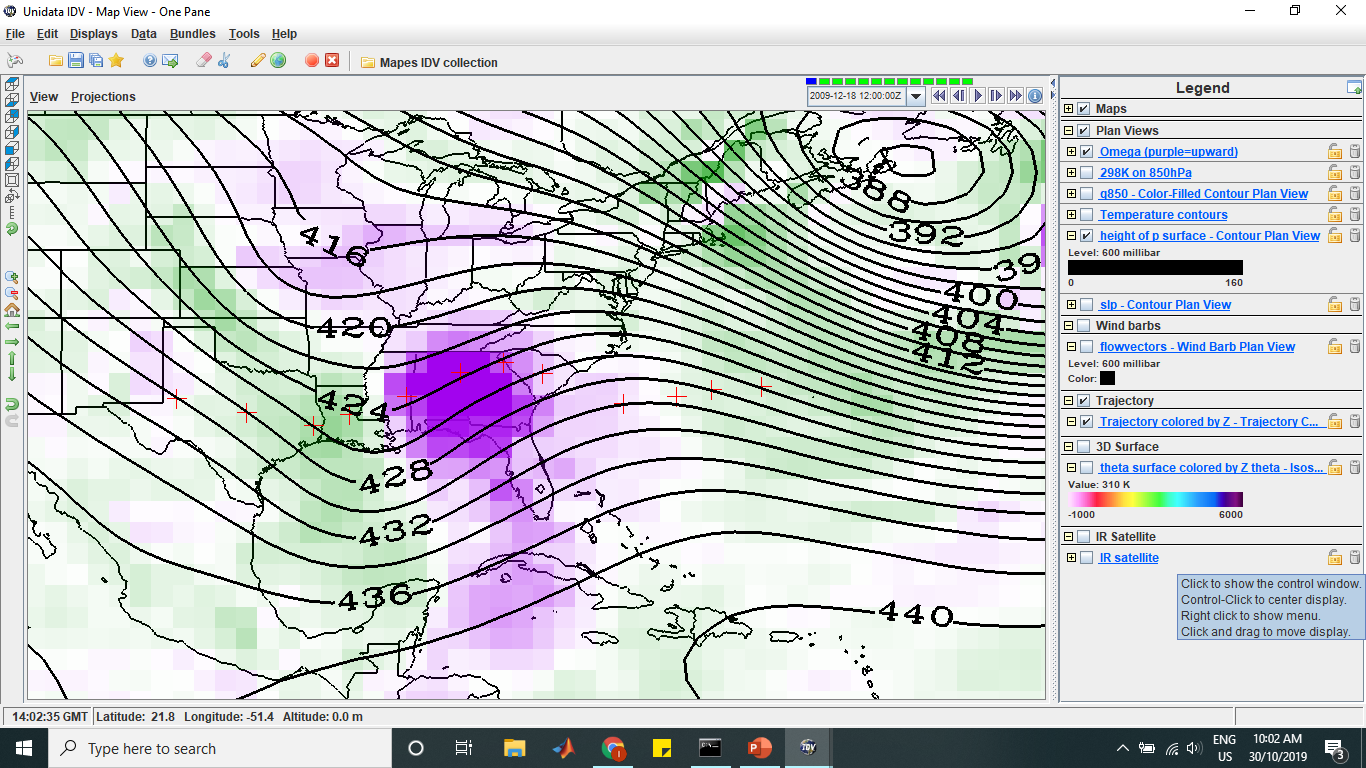 Unidata IDV - Map View - One Pane
File Edit Displays Data Bundles Tools Help
Mapes IDV collection
View Projections
2009-12-18 12:00:00Z
388
392
39
400
404
408
412
416
420
424
428
432
436
440
Legend
Maps
Plan Views
Omega (purple=upward)
298K on 850hPa
q850 - Color-Filled Contour Plan View
Temperature contours
height of p surface - Contour Plan View
Level: 600 millibar
0 160
slp - Contour Plan View
Wind barbs
flowvectors - Wind Barb Plan View
Level: 600 millibar
Color:
Trajectory
Trajectory colored by Z - Trajectory C...
3D Surface
theta surface colored by Z theta - Isos...
Value: 310 K
-1000 6000
IR Satellite
IR satellite
Click to show the control window.
Control-Click to center display.
Right click to show menu.
Click and drag to move display.
14:02:35 GMT Latitude: 21.8 Longitude: -51.4 Altitude: 0.0 m
Type here to search
IDV
ENG
US
10:02 AM
30/10/2019
3